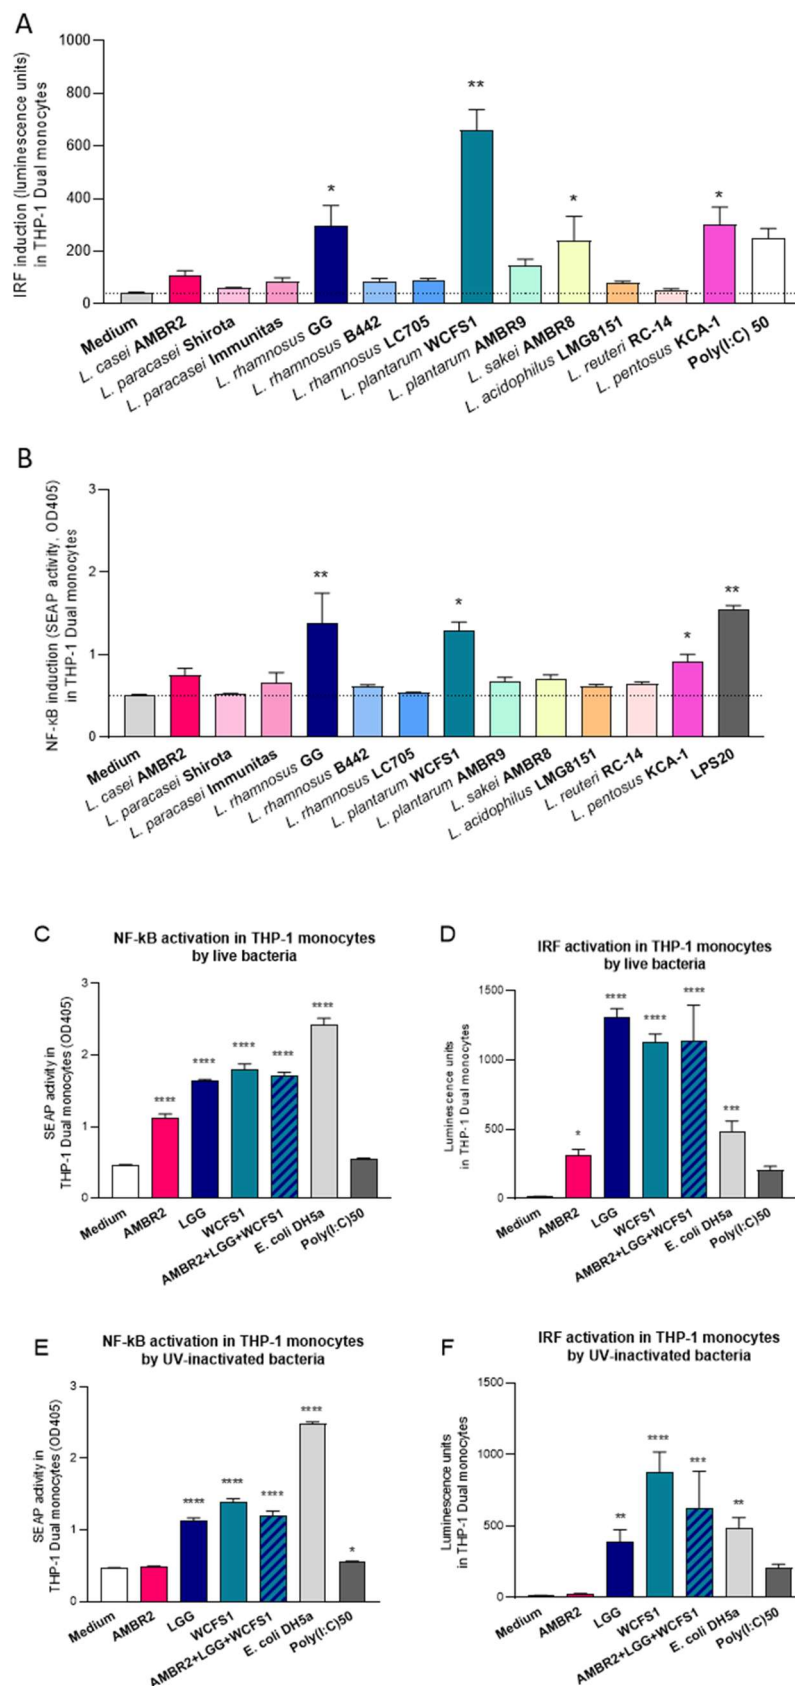 A
IRF induction (luminescence units)
in THP-1 Dual monocytes
1000
800
600
400
200
0
*
**
*
*
Medium
L. casei AMBR2
L. paracasei Shirota
L. paracasei Immunitas
L. rhamnosus GG
L. rhamnosus B442
L. rhamnosus LC705
L. plantarum WCFS1
L. plantarum AMBR9
L. sakei AMBR8
L. acidophilus LMG8151
L. reuteri RC-14
L. pentosus KCA-1
Poly(I:C) 50
B
NF-κB induction (SEAP activity, OD405)
in THP-1 Dual monocytes
3
2
1
0
**
*
*
**
Medium
L. casei AMBR2
L. paracasei Shirota
L. paracasei Immunitas
L. rhamnosus GG
L. rhamnosus B442
L. rhamnosus LC705
L. plantarum WCFS1
L. plantarum AMBR9
L. sakei AMBR8
L. acidophilus LMG8151
L. reuteri RC-14
L. pentosus KCA-1
LPS20
C
NF-kB activation in THP-1 monocytes
by live bacteria
SEAP activity in
THP-1 Dual monocytes (OD405)
3
2
1
0
****
****
****
****
****
Medium
AMBR2
LGG
WCFS1
AMBR2+LGG+WCFS1
E. coli DH5a
Poly(I:C)50
D
IRF activation in THP-1 monocytes
by live bacteria
Luminescence units
in THP-1 Dual monocytes
1500
1000
500
0
*
****
****
****
***
Medium
AMBR2
LGG
WCFS1
AMBR2+LGG+WCFS1
E. coli DH5a
Poly(I:C)50
E
NF-kB activation in THP-1 monocytes
by UV-inactivated bacteria
SEAP activity in
THP-1 Dual monocytes (OD405)
3
2
1
0
****
****
****
****
*
Medium
AMBR2
LGG
WCFS1
AMBR2+LGG+WCFS1
E. coli DH5a
Poly(I:C)50
F
IRF activation in THP-1 monocytes
by UV-inactivated bacteria
Luminescence units
in THP-1 Dual monocytes
1500
1000
500
0
**
****
***
**
Medium
AMBR2
LGG
WCFS1
AMBR2+LGG+WCFS1
E. coli DH5a
Poly(I:C)50